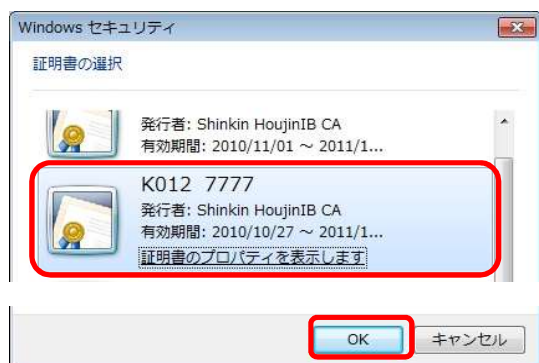 Windows セキュリティ
証明書の選択
発行者: Shinkin HoujinIB CA
有効期間: 2010/11/01 ～ 2011/1...
K012 7777
発行者: Shinkin HoujinIB CA
有効期間: 2010/10/27 ～ 2011/1...
証明書のプロパティを表示します
OK キャンセル